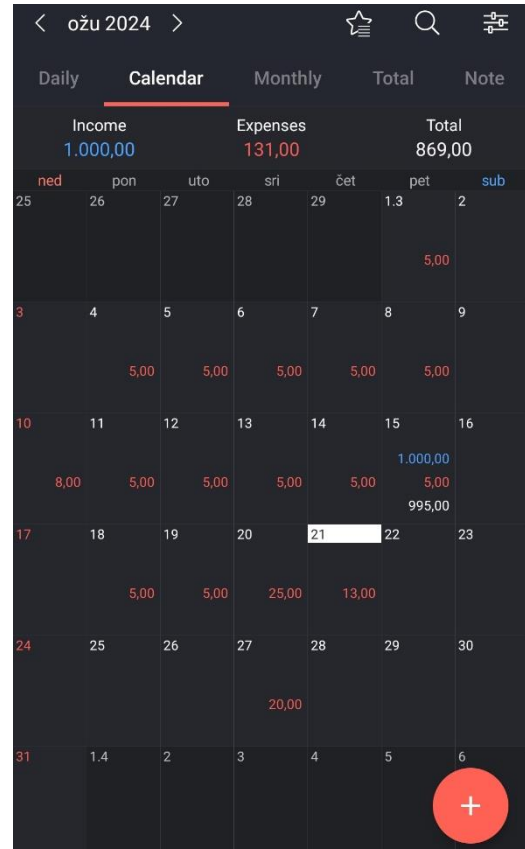 < ožu 2024 >
Daily Calendar Monthly Total Note
Income Expenses Total
1.000,00 131,00 869,00
ned pon uto sri čet pet sub
25 26 27 28 29 1.3 2
5,00
3 4 5 6 7 8 9
5,00 5,00 5,00 5,00 5,00
10 11 12 13 14 15 16
1.000,00
8,00 5,00 5,00 5,00 5,00 5,00
995,00
17 18 19 20 21 22 23
5,00 5,00 25,00 13,00
24 25 26 27 28 29 30
20,00
31 1.4 2 3 4 5 6
+